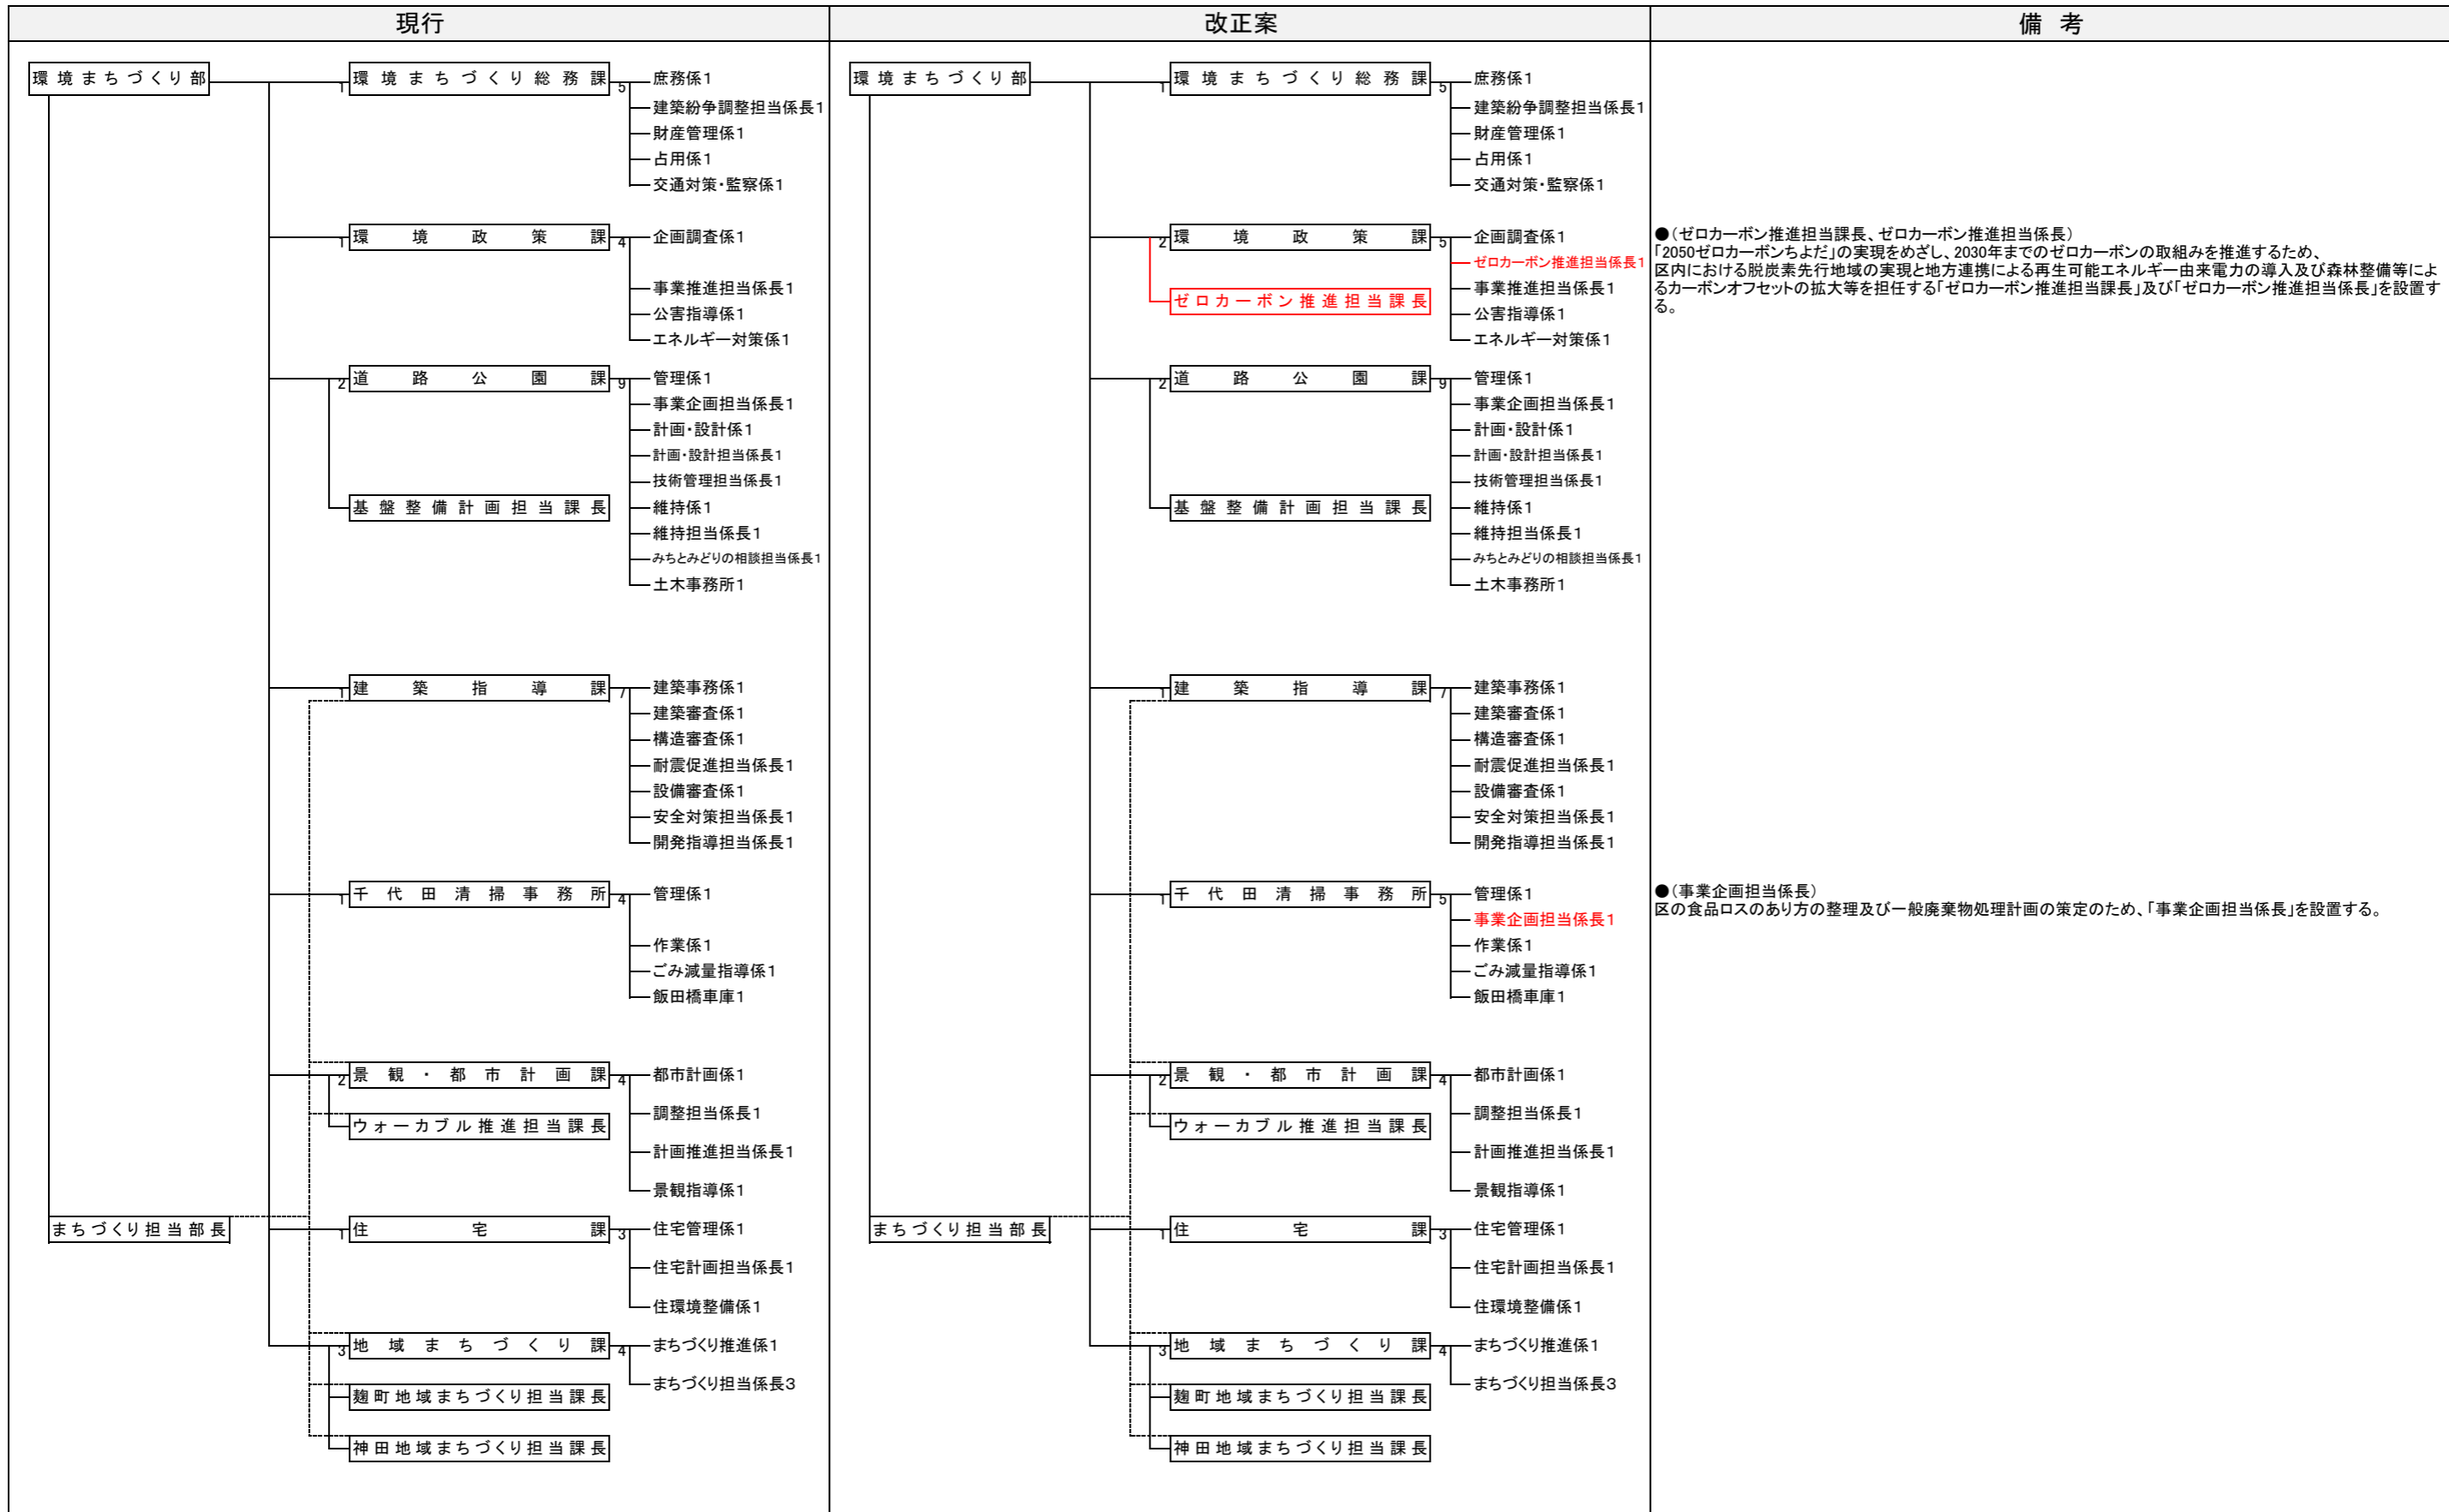 現行
環境まちづくり部
1 環境まちづくり総務課 5
庶務係1
建築紛争調整担当係長1
財産管理係1
占用係1
交通対策・監察係1
1 環境政策課 4
企画調査係1
事業推進担当係長1
公害指導係1
エネルギー対策係1
2 道路公園課 9
管理係1
事業企画担当係長1
計画・設計係1
計画・設計担当係長1
技術管理担当係長1
基盤整備計画担当課長
維持係1
維持担当係長1
みちとみどりの相談担当係長1
土木事務所1
1 建築指導課 7
建築事務係1
建築審査係1
構造審査係1
耐震促進担当係長1
設備審査係1
安全対策担当係長1
開発指導担当係長1
1 千代田清掃事務所 4
管理係1
作業係1
ごみ減量指導係1
飯田橋車庫1
2 景観・都市計画課 4
都市計画係1
調整担当係長1
ウォーカブル推進担当課長
計画推進担当係長1
景観指導係1
まちづくり担当部長
1 住宅課 3
住宅管理係1
住宅計画担当係長1
住環境整備係1
3 地域まちづくり課 4
まちづくり推進係1
まちづくり担当係長3
麹町地域まちづくり担当課長
神田地域まちづくり担当課長
改正案
環境まちづくり部
1 環境まちづくり総務課 5
庶務係1
建築紛争調整担当係長1
財産管理係1
占用係1
交通対策・監察係1
2 環境政策課 5
企画調査係1
ゼロカーボン推進担当係長1
事業推進担当係長1
ゼロカーボン推進担当課長
公害指導係1
エネルギー対策係1
2 道路公園課 9
管理係1
事業企画担当係長1
計画・設計係1
計画・設計担当係長1
技術管理担当係長1
基盤整備計画担当課長
維持係1
維持担当係長1
みちとみどりの相談担当係長1
土木事務所1
1 建築指導課 7
建築事務係1
建築審査係1
構造審査係1
耐震促進担当係長1
設備審査係1
安全対策担当係長1
開発指導担当係長1
1 千代田清掃事務所 5
管理係1
事業企画担当係長1
作業係1
ごみ減量指導係1
飯田橋車庫1
2 景観・都市計画課 4
都市計画係1
調整担当係長1
ウォーカブル推進担当課長
計画推進担当係長1
景観指導係1
まちづくり担当部長
1 住宅課 3
住宅管理係1
住宅計画担当係長1
住環境整備係1
3 地域まちづくり課 4
まちづくり推進係1
まちづくり担当係長3
麹町地域まちづくり担当課長
神田地域まちづくり担当課長
備考
●(ゼロカーボン推進担当課長、ゼロカーボン推進担当係長)
「2050ゼロカーボンちよだ」の実現をめざし、2030年までのゼロカーボンの取組みを推進するため、
区内における脱炭素先行地域の実現と地方連携による再生可能エネルギー由来電力の導入及び森林整備等によ
るカーボンオフセットの拡大等を担任する「ゼロカーボン推進担当課長」及び「ゼロカーボン推進担当係長」を設置す
る。
●(事業企画担当係長)
区の食品ロスのあり方の整理及び一般廃棄物処理計画の策定のため、「事業企画担当係長」を設置する。